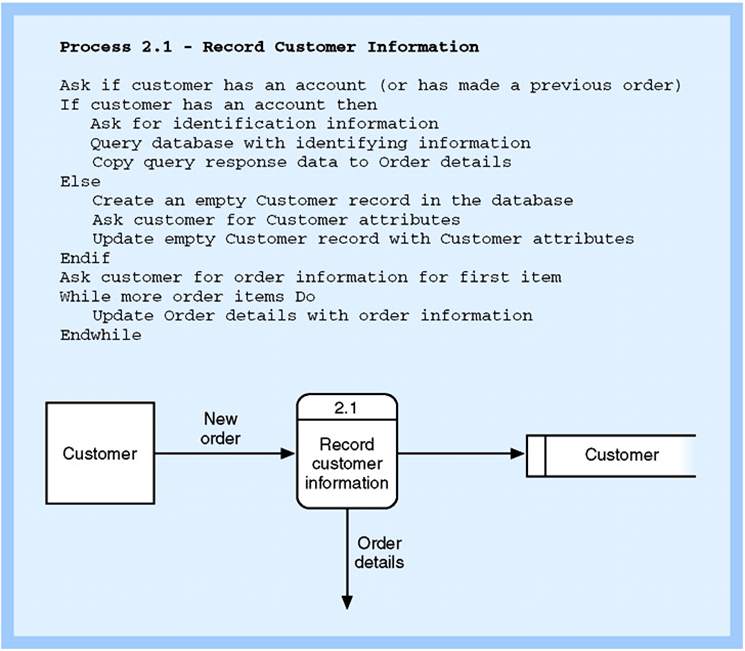 Process 2.1 - Record Customer Information
Ask if customer has an account (or has made a previous order)
If customer has an account then
Ask for identification information
Query database with identifying information
Copy query response data to Order details
Else
Create an empty Customer record in the database
Ask customer for Customer attributes
Update empty Customer record with Customer attributes
Endif
Ask customer for order information for first item
While more order items Do
Update Order details with order information
Endwhile
Customer
New
order
2.1
Record
customer
information
Customer
Order
details